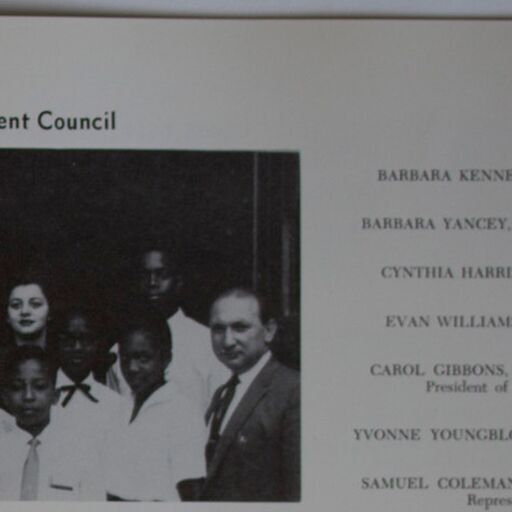 ent Council
BARBARA KENNE
BARBARA YANCEY,
CYNTHIA HARRI
EVAN WILLIAM
CAROL GIBBONS,
President of
YVONNE YOUNGBLO
SAMUEL COLEMAN
Repres